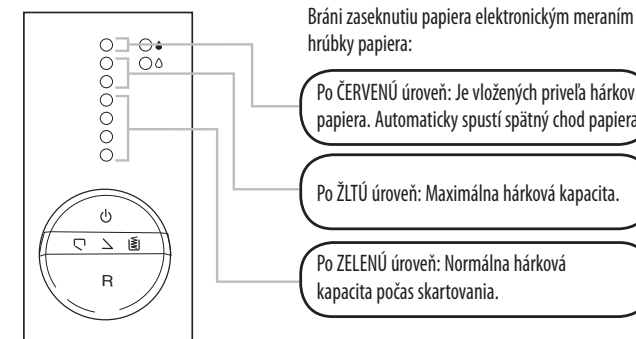 Bráni zaseknutiu papiera elektronickým meraním
hrúbky papiera:
Po ČERVENÚ úroveň: Je vložených priveľa hárkov
papiera. Automaticky spustí spätný chod papiera
Po ŽLTÚ úroveň: Maximálna hárková kapacita.
Po ZELENÚ úroveň: Normálna hárková
kapacita počas skartovania.
R